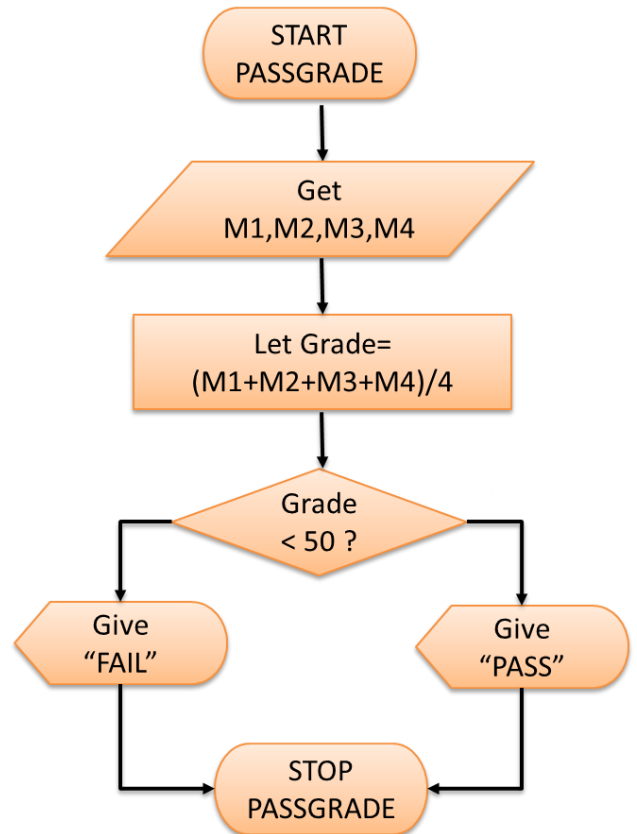 START
PASSGRADE
Get
M1,M2,M3,M4
Let Grade=
(M1+M2+M3+M4)/4
Grade
< 50 ?
Give
“FAIL”
Give
“PASS”
STOP
PASSGRADE